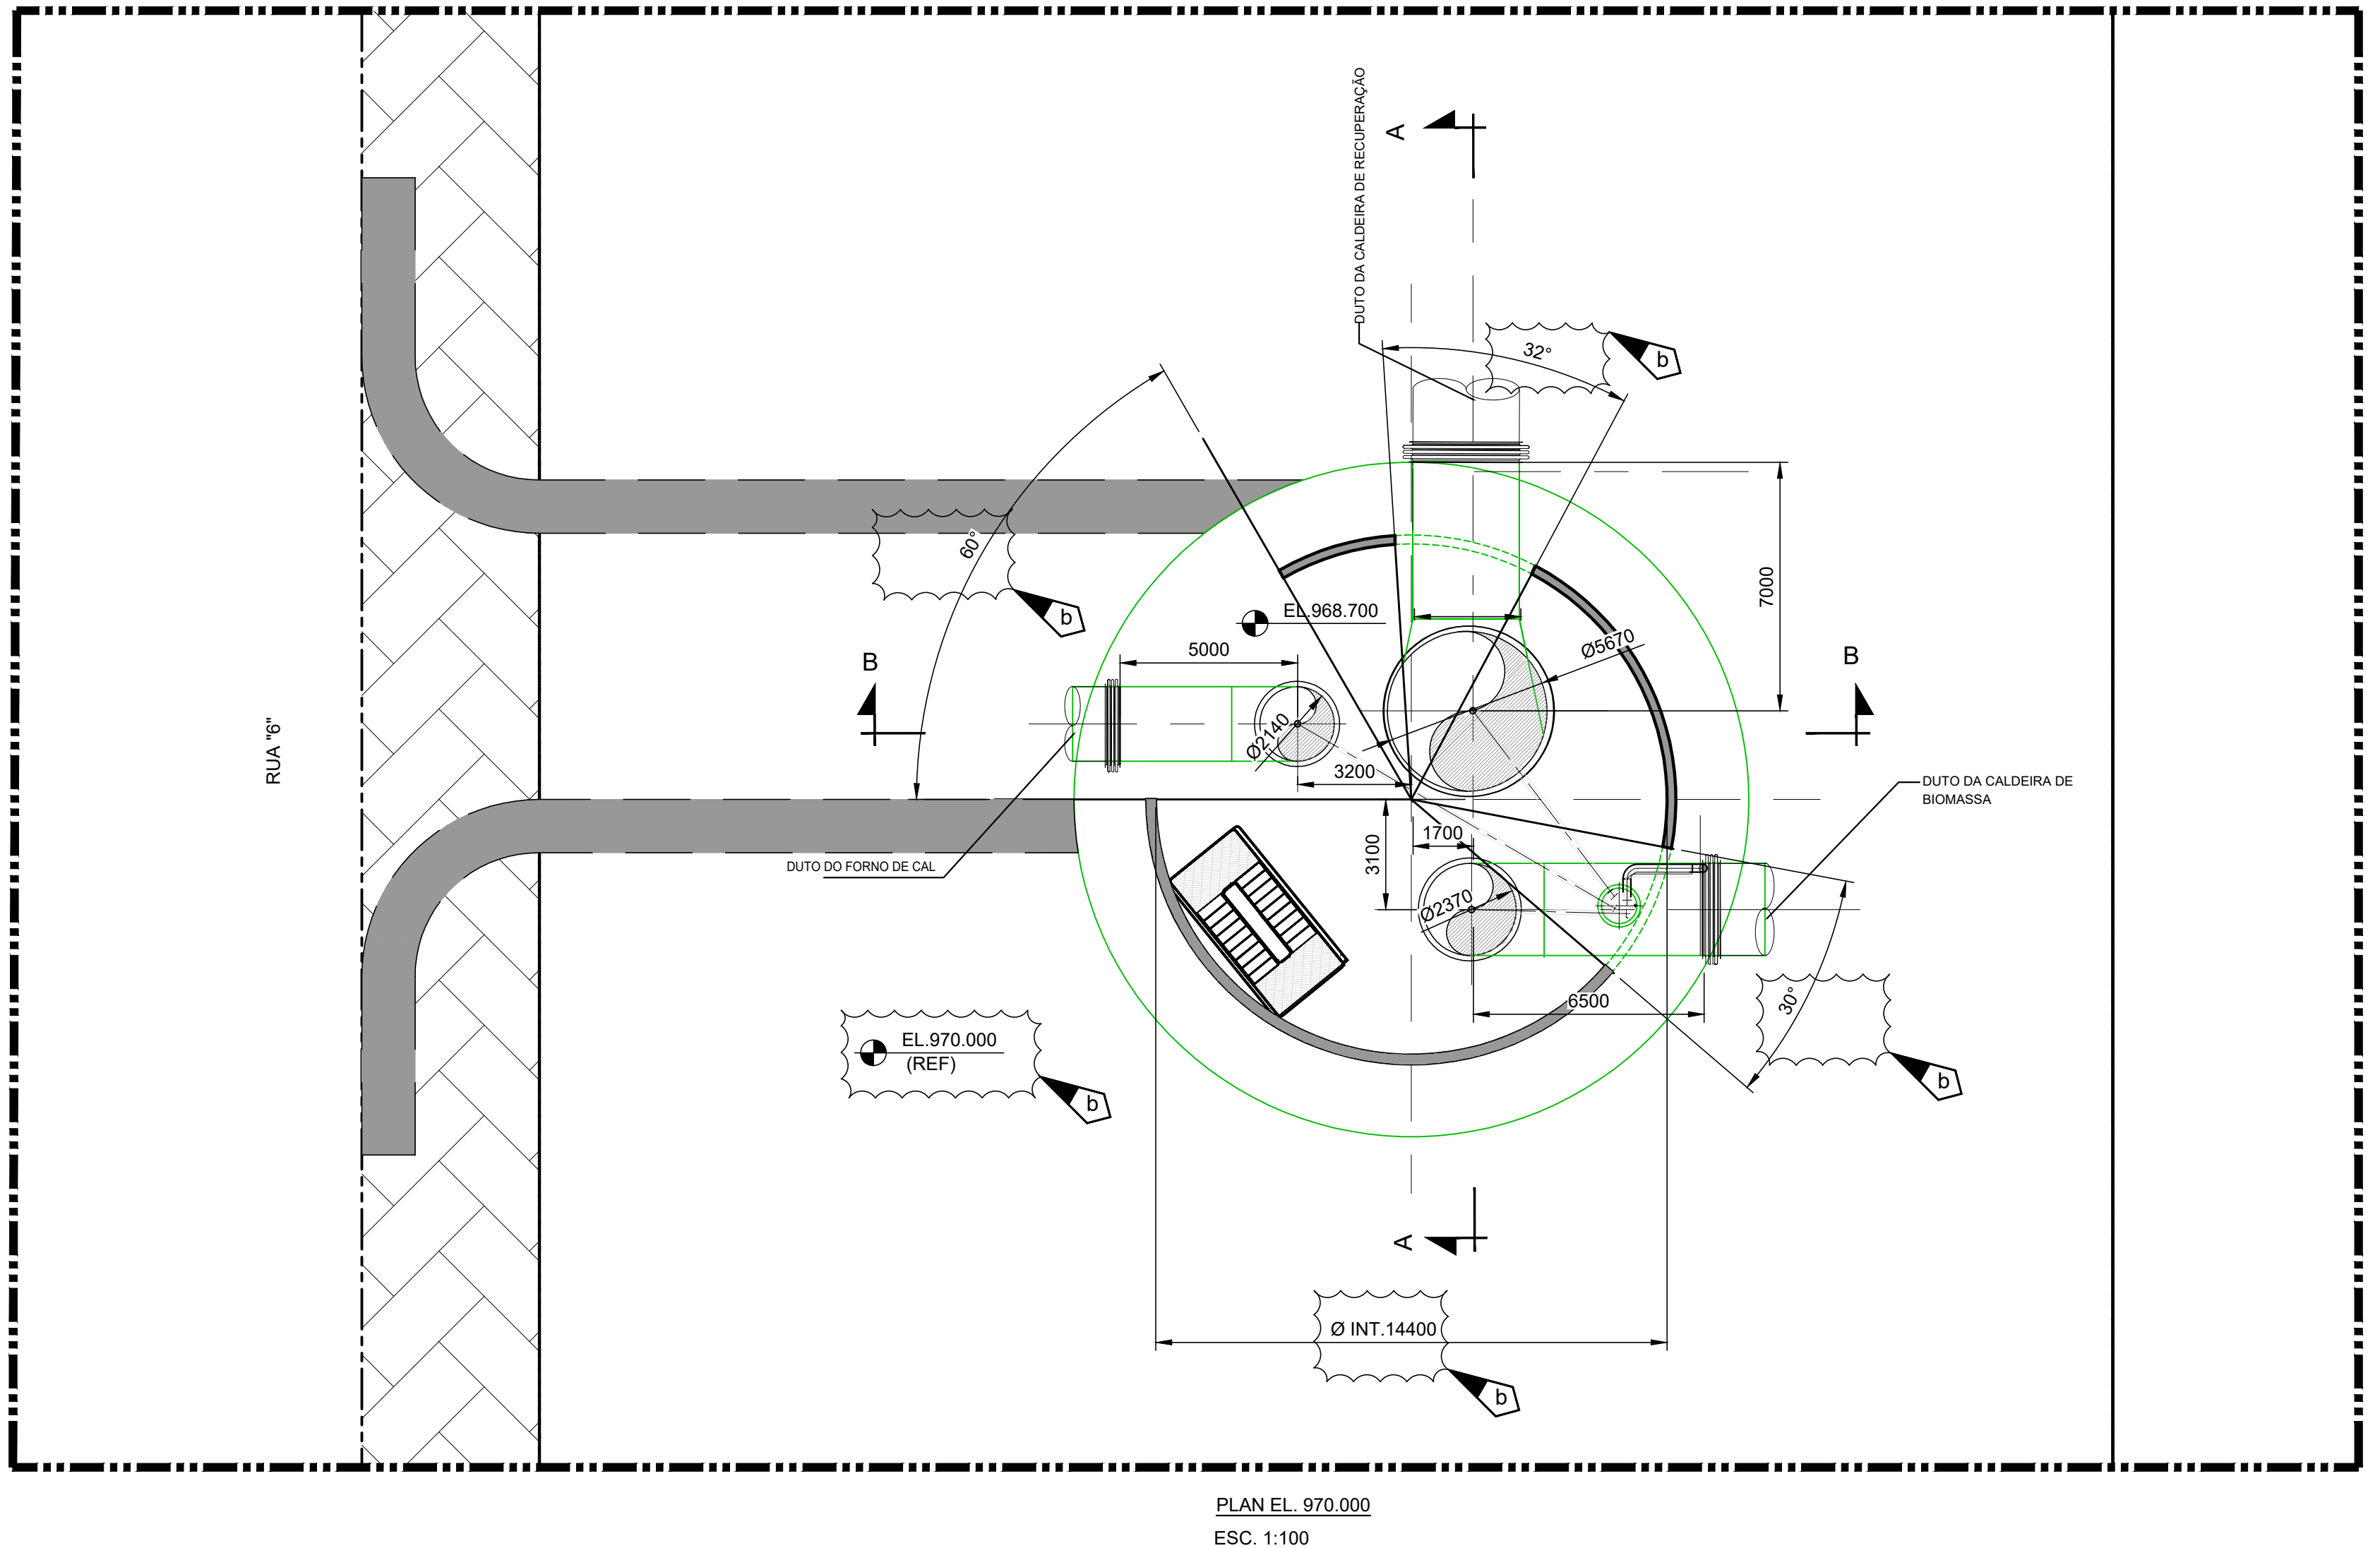 DUTO DA CALDEIRA DE RECUPERAÇÃO
A
32°
b
60°
b
7000
EL.968.700
Ø5670
5000
B
B
Ø2140
3200
RUA "6"
DUTO DA CALDEIRA DE
BIOMASSA
1700
3100
DUTO DO FORNO DE CAL
Ø2370
6500
30°
b
EL.970.000
(REF)
b
A
Ø INT.14400
b
PLAN EL. 970.000
ESC. 1:100